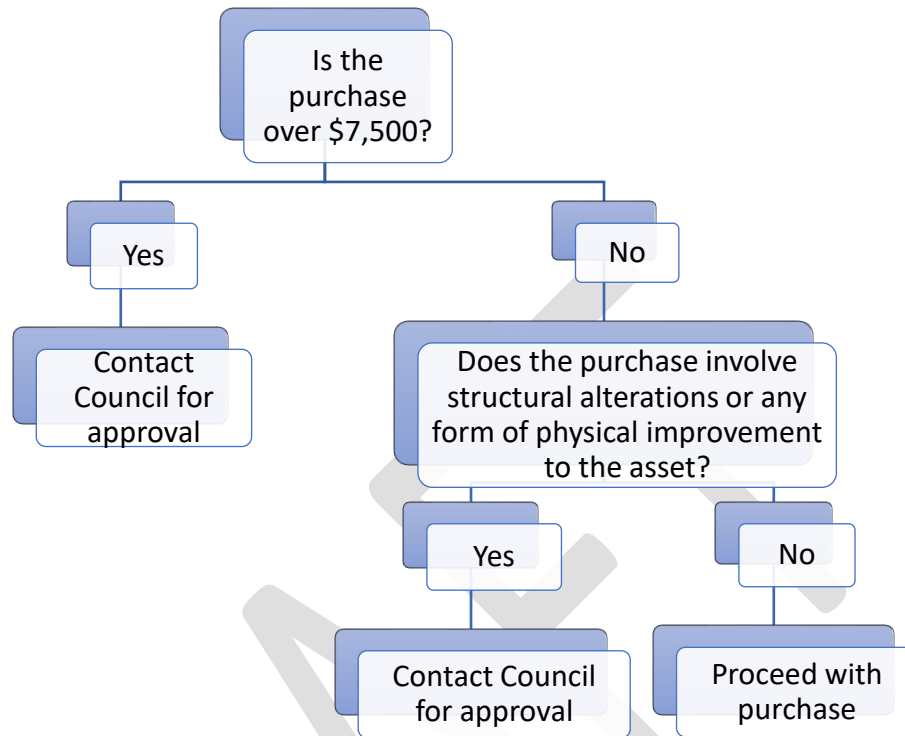 Is the
purchase
over $7,500?
Yes
No
Contact
Council for
approval
Does the purchase involve
structural alterations or any
form of physical improvement
to the asset?
Yes
No
Contact Council
for approval
Proceed with
purchase